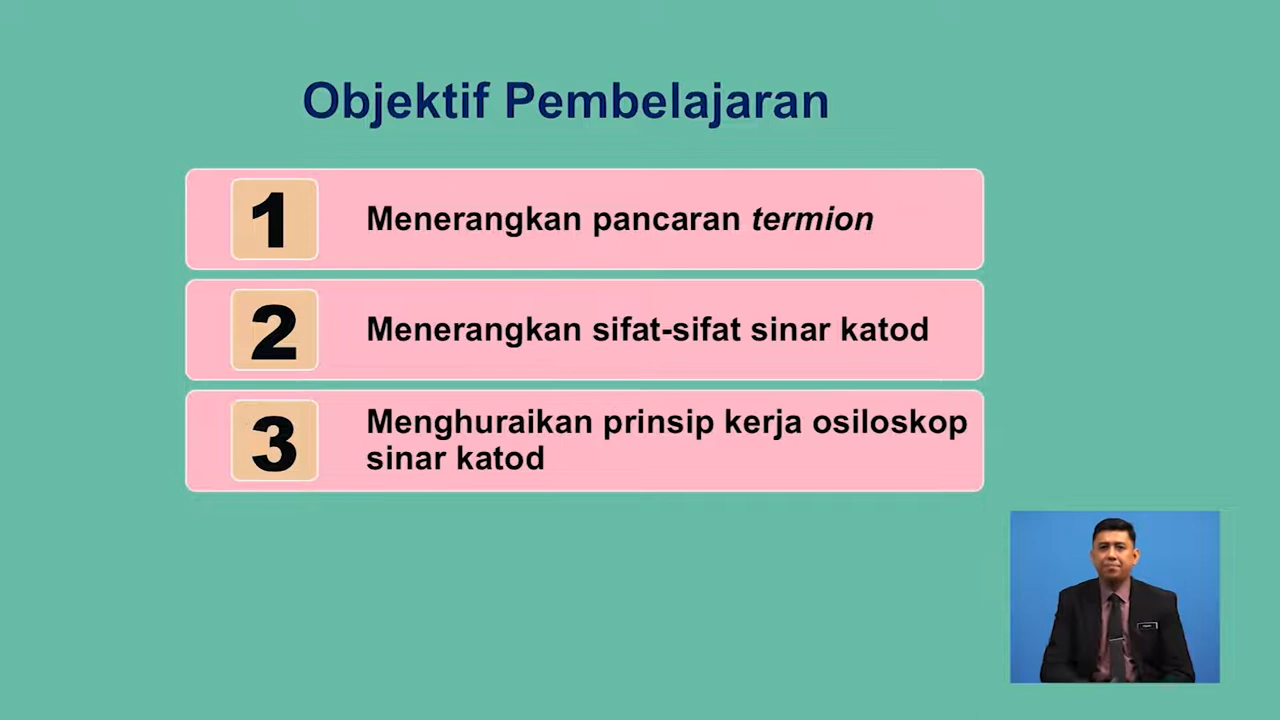 Objektif Pembelajaran
1
Menerangkan pancaran termion
2
Menerangkan sifat-sifat sinar katod
3
Menghuraikan prinsip kerja osiloskop
sinar katod